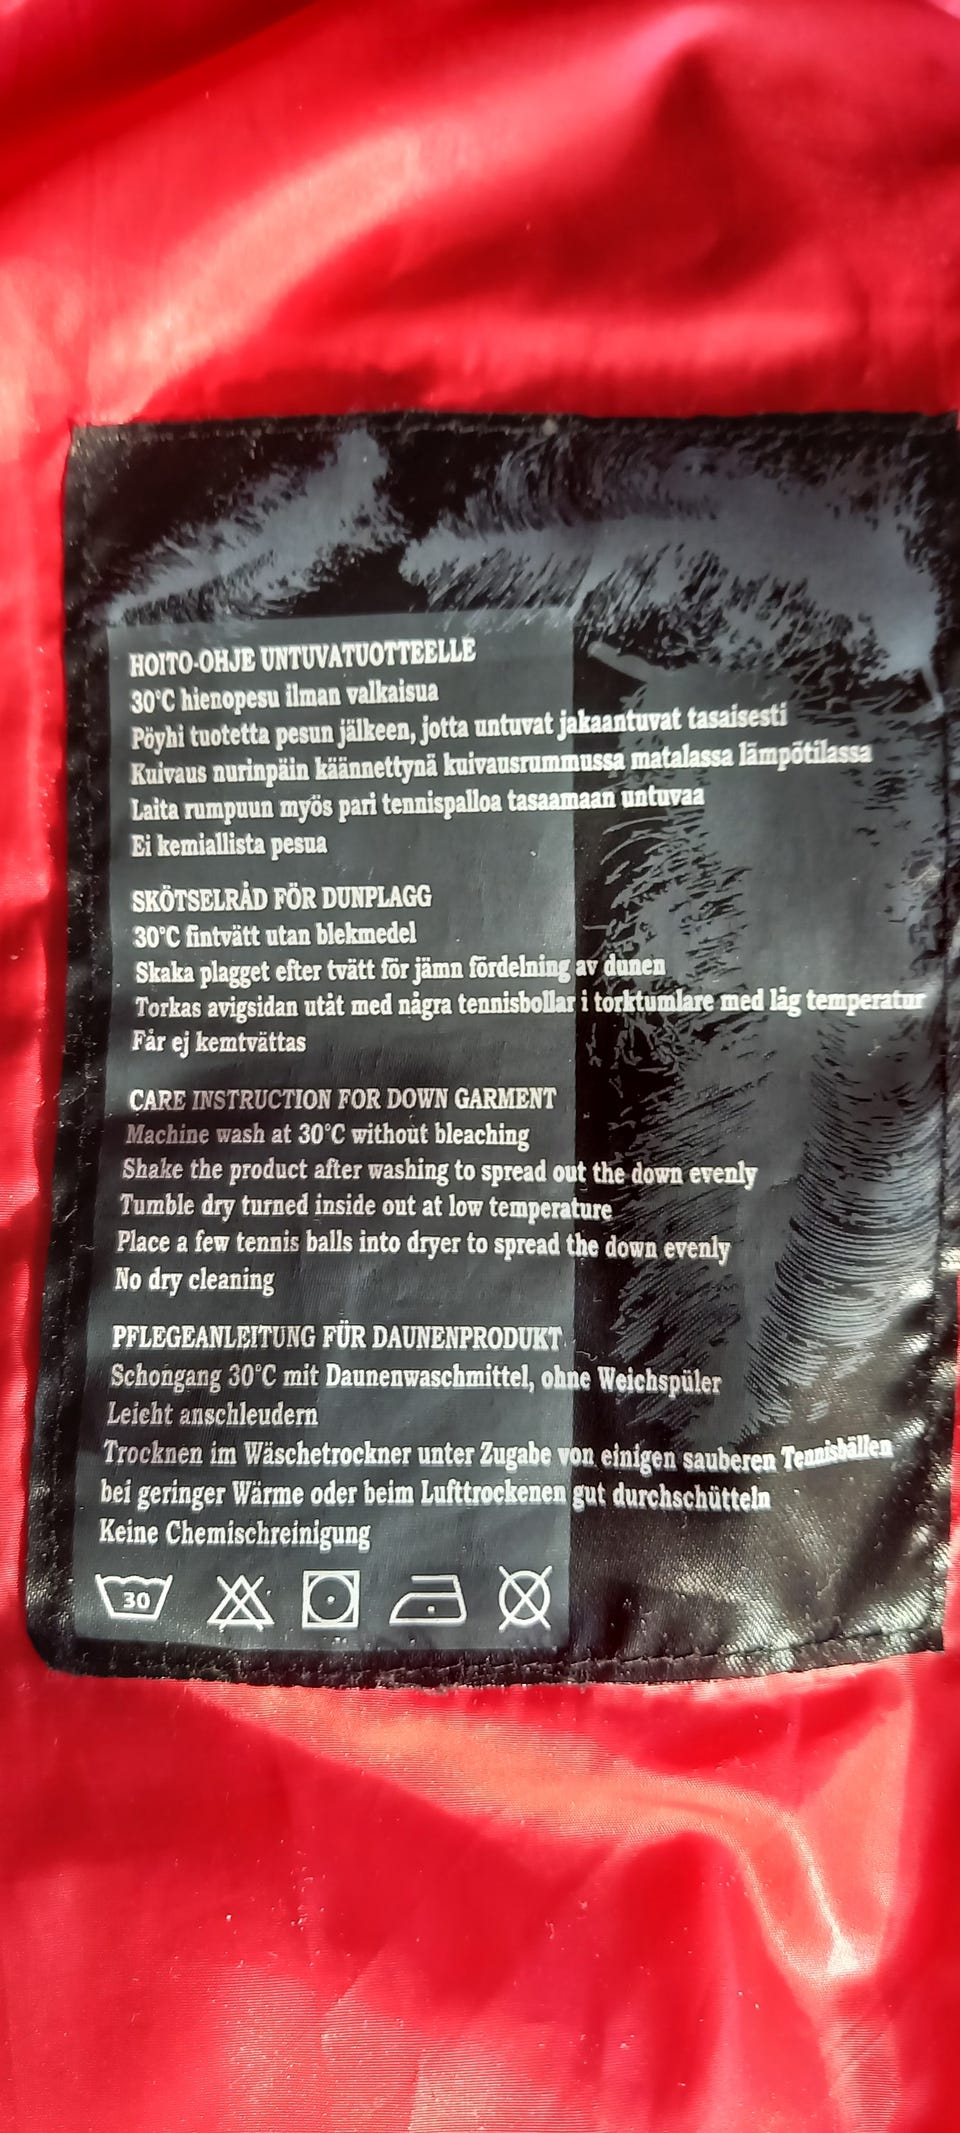 HOITO-OHJE UNTUVATUOTTEELLE
30°C hienopesu ilman valkaisua
Pöyhi tuotetta pesun jälkeen, jotta untuvat jakaantuvat tasaisesti
Kuivaus nurinpäin käännettynä kuivausrummussa matalassa lämpötilassa
Laita rumpuun myös pari tennispalloa tasaamaan untuvaa
Ei kemiallista pesua
SKÖTSELRÅD FÖR DUNPLAGG
30°C fintvätt utan blekmedel
Skaka plagget efter tvätt för jämn fördelning av dunen
Torkas avigsidan utåt med några tennisbollar i torktumlare med låg temperatur
Får ej kemtvättas
CARE INSTRUCTION FOR DOWN GARMENT
Machine wash at 30°C without bleaching
Shake the product after washing to spread out the down evenly
Tumble dry turned inside out at low temperature
Place a few tennis balls into dryer to spread the down evenly
No dry cleaning
PFLEGEANLEITUNG FÜR DAUNENPRODUKT
Schongang 30°C mit Daunenwaschmittel, ohne Weichspüler
Leicht anschleudern
Trocknen im Wäschetrockner unter Zugabe von einigen sauberen Tennisbällen
bei geringer Wärme oder beim Lufttrockenen gut durchschütteln
Keine Chemischreinigung
30